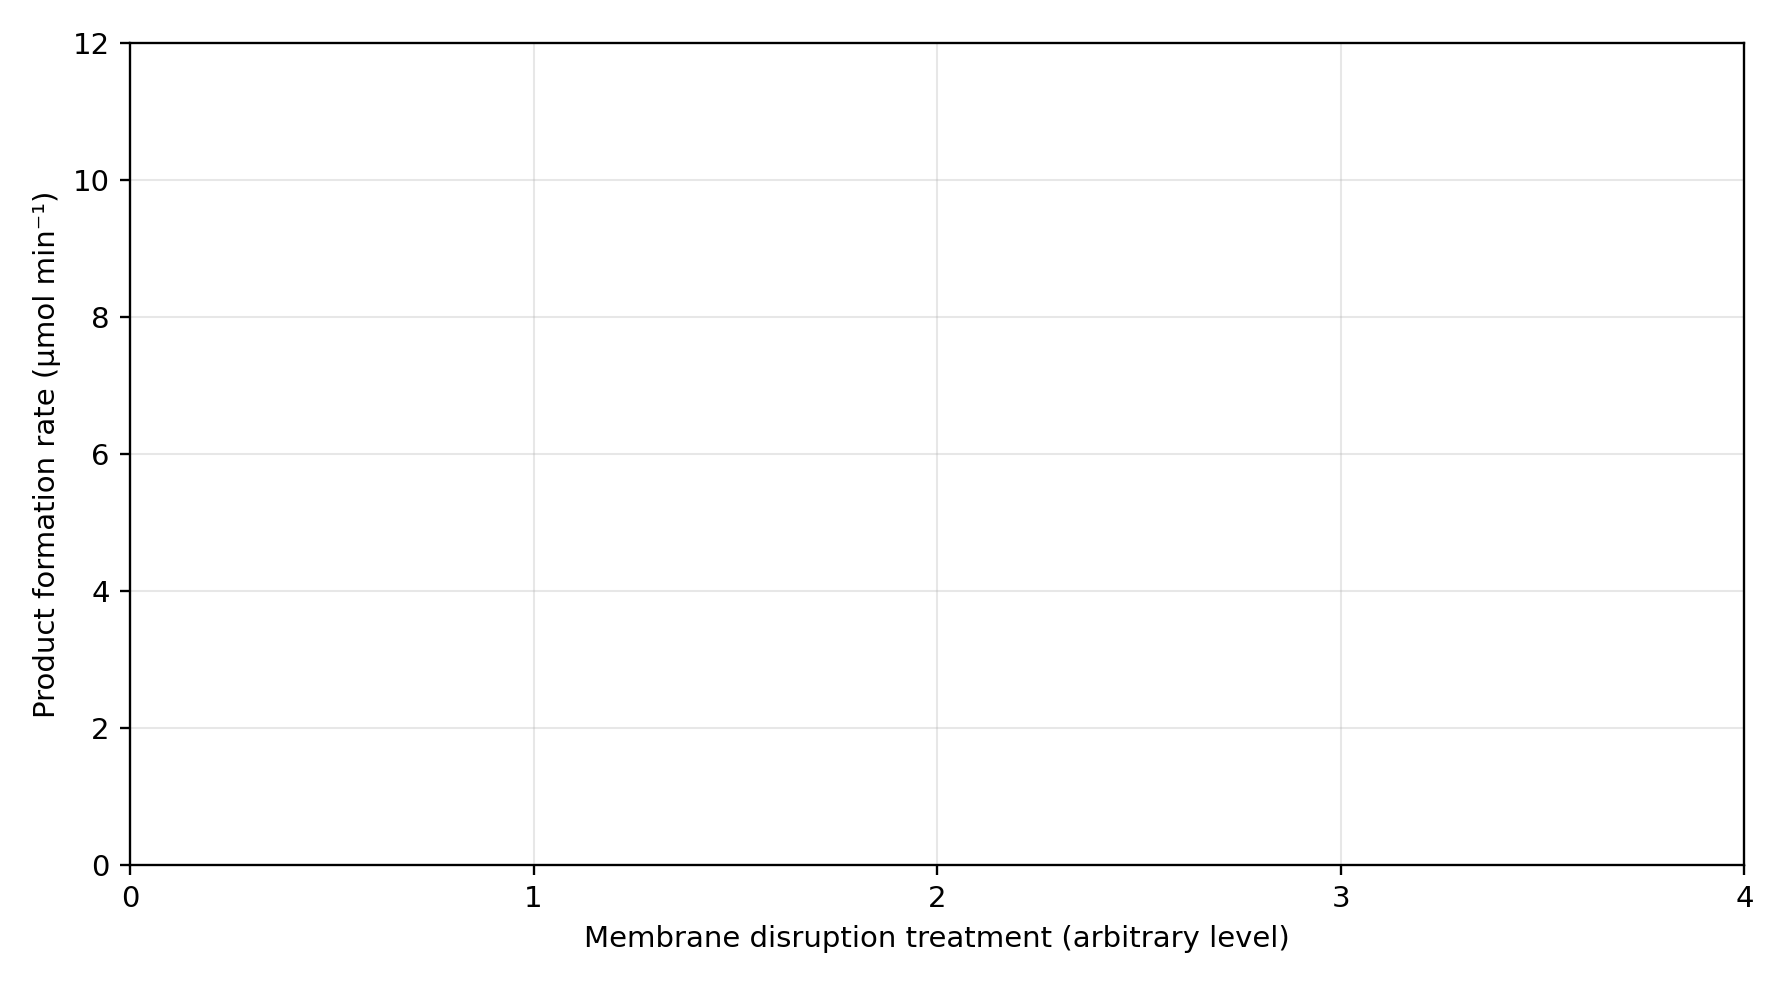 12
10
8
6
4
2
0
0 1 2 3 4
Product formation rate (µmol min⁻¹)
Membrane disruption treatment (arbitrary level)